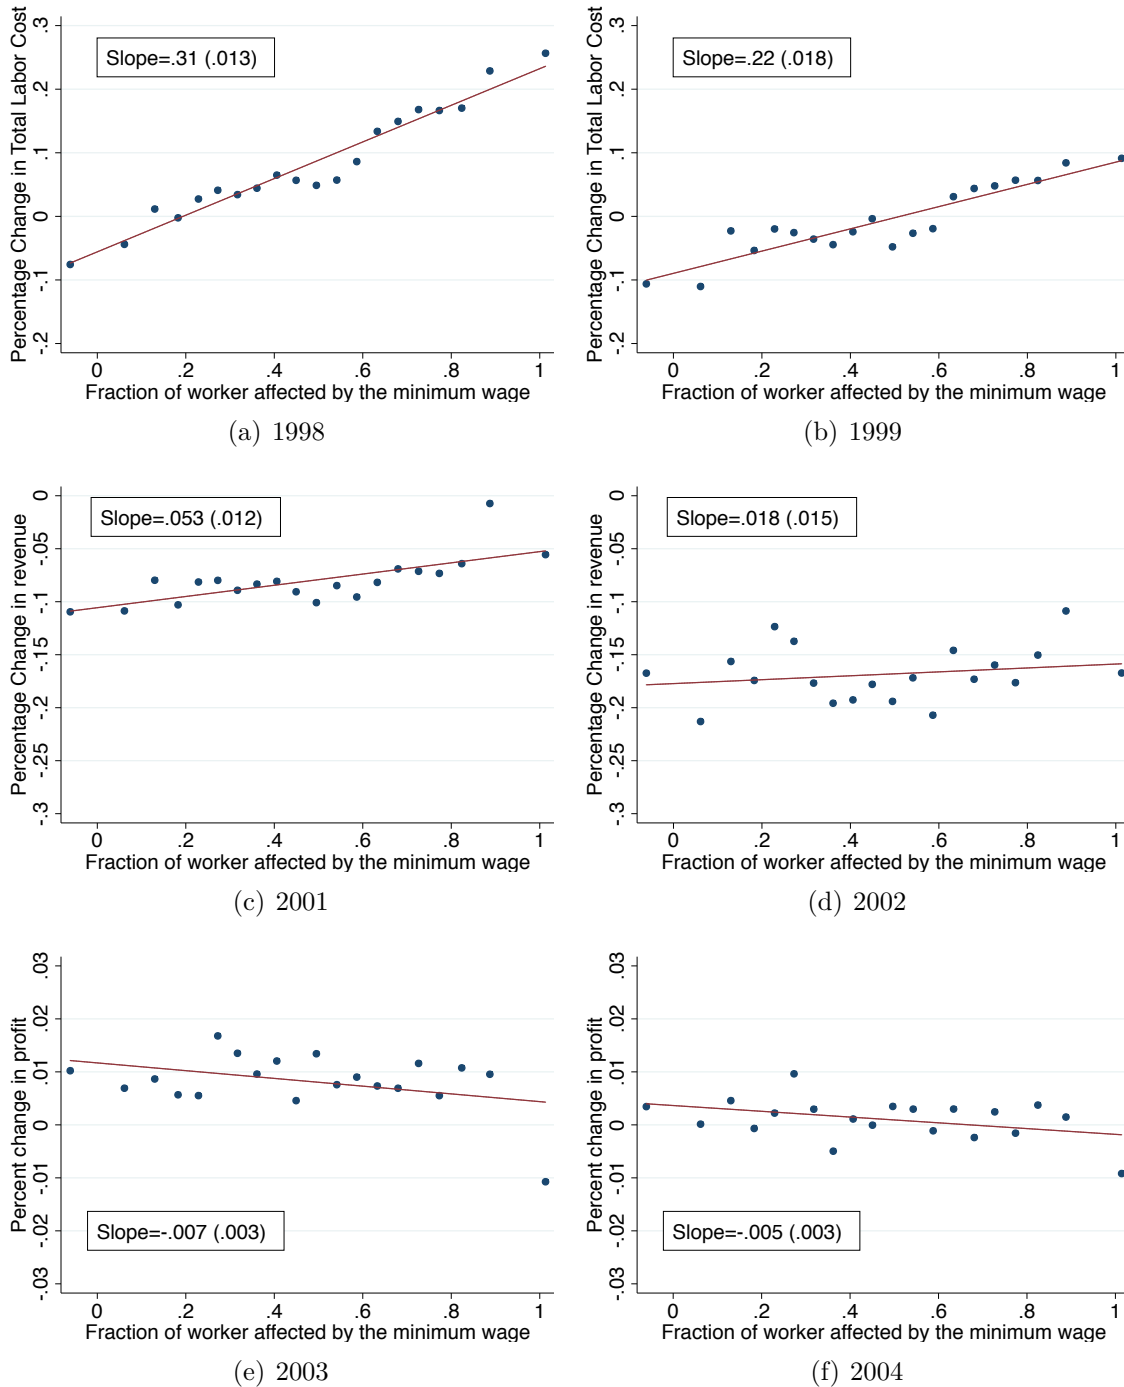 Percentage Change in Total Labor Cost
.3
.2
.1
0
-.1
-.2
Slope=.31 (.013)
0 .2 .4 .6 .8 1
Fraction of worker affected by the minimum wage
(a) 1998
Percentage Change in Total Labor Cost
.3
.2
.1
0
-.1
-.2
Slope=.22 (.018)
0 .2 .4 .6 .8 1
Fraction of worker affected by the minimum wage
(b) 1999
Percentage Change in revenue
0
-.05
-.1
-.15
-.2
-.25
-.3
Slope=.053 (.012)
0 .2 .4 .6 .8 1
Fraction of worker affected by the minimum wage
(c) 2001
Percentage Change in revenue
0
-.05
-.1
-.15
-.2
-.25
-.3
Slope=.018 (.015)
0 .2 .4 .6 .8 1
Fraction of worker affected by the minimum wage
(d) 2002
Percent change in profit
.03
.02
.01
0
-.01
-.02
-.03
Slope=-.007 (.003)
0 .2 .4 .6 .8 1
Fraction of worker affected by the minimum wage
(e) 2003
Percent change in profit
.03
.02
.01
0
-.01
-.02
-.03
Slope=-.005 (.003)
0 .2 .4 .6 .8 1
Fraction of worker affected by the minimum wage
(f) 2004